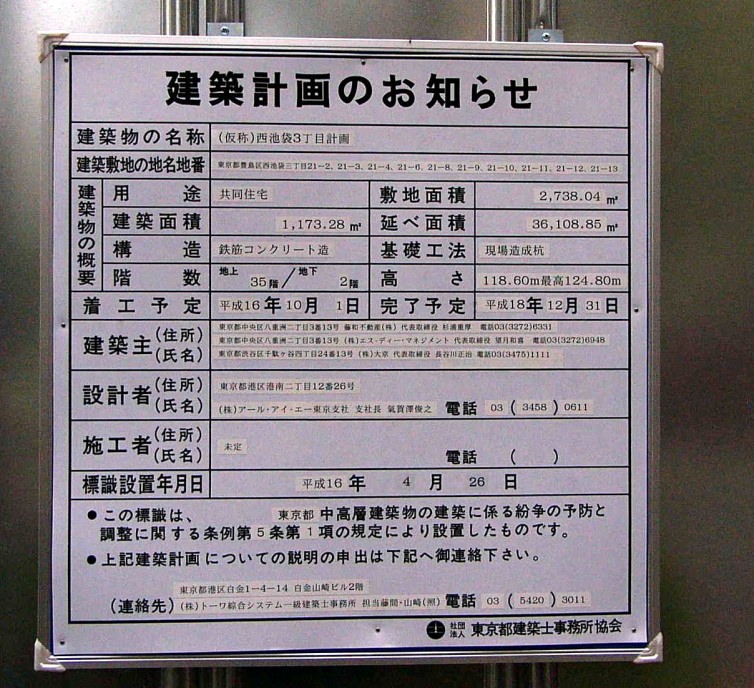 建築計画のお知らせ
建築物の名称 (仮称)西池袋3丁目計画
建築敷地の地名地番 東京都豊島区西池袋三丁目21-2、21-3、21-4、21-6、21-8、21-9、21-10、21-11、21-12、21-13
建築物の概要
用途 共同住宅 敷地面積 2,738.04㎡
建築面積 1,173.28㎡ 延べ面積 36,108.85㎡
構造 鉄筋コンクリート造 基礎工法 現場造成杭
階数 地上35階/地下2階 高さ 118.60m最高124.80m
着工予定 平成16年10月1日 完了予定 平成18年12月31日
建築主(住所)(氏名)
東京都中央区八重洲二丁目3番13号 藤和不動産(株) 代表取締役 杉浦重厚 電話03(3272)6331
東京都中央区八重洲二丁目3番13号 (株)エス・ディー・マネジメント 代表取締役 望月和喜 電話03(3272)6948
東京都渋谷区千駄ヶ谷四丁目24番13号 (株)大京 代表取締役 長谷川正治 電話03(3475)1111
設計者(住所)(氏名)
東京都港区港南二丁目12番26号
(株)アール・アイ・エー東京支社 支社長 氣賀澤俊之 電話 03(3458)0611
施工者(住所)(氏名)
未定
電話 ( )
標識設置年月日 平成16年 4月 26日
●この標識は、 東京都 中高層建築物の建築に係る紛争の予防と
調整に関する条例第5条第1項の規定により設置したものです。
●上記建築計画についての説明の申出は下記へ御連絡下さい。
東京都港区白金1-4-14 白金山崎ビル2階
(連絡先) (株)トーワ綜合システム一級建築士事務所 担当藤間・山崎(照) 電話 03(5420)3011
社団法人 東京都建築士事務所協会